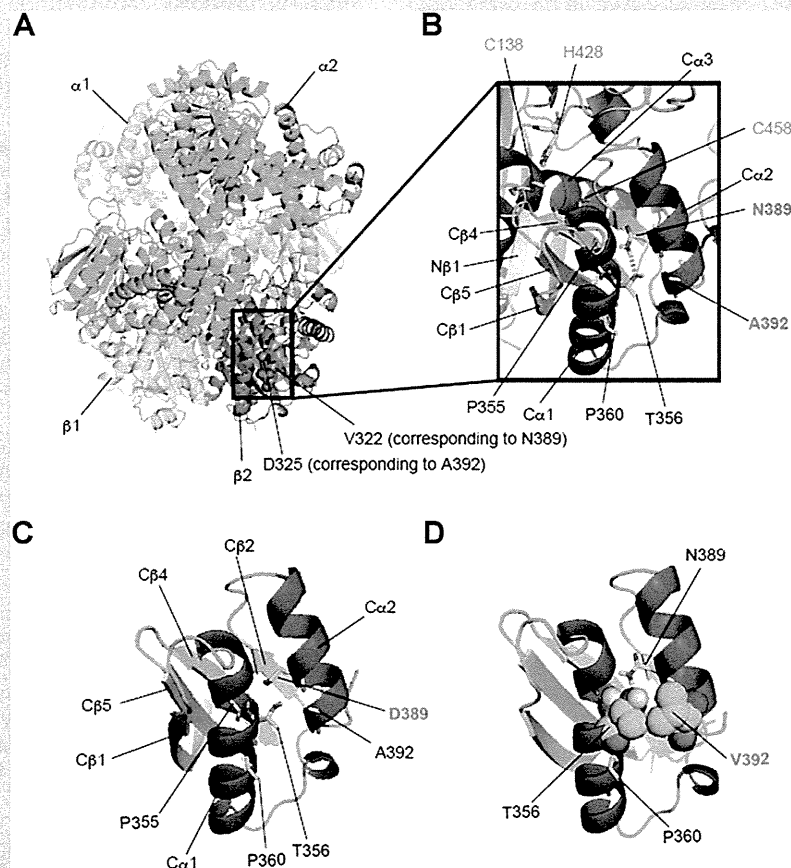 A
α1
α2
β1
β2
V322 (corresponding to N389)
D325 (corresponding to A392)
B
C138
H428
Cα3
C458
Cα2
N389
Cβ4
Nβ1
Cβ5
Cβ1
A392
P355
Cα1
P360
T356
C
Cβ2
Cβ4
Cα2
Cβ5
D389
Cβ1
A392
P355
T356
Cα1
P360
D
N389
V392
T356
P360